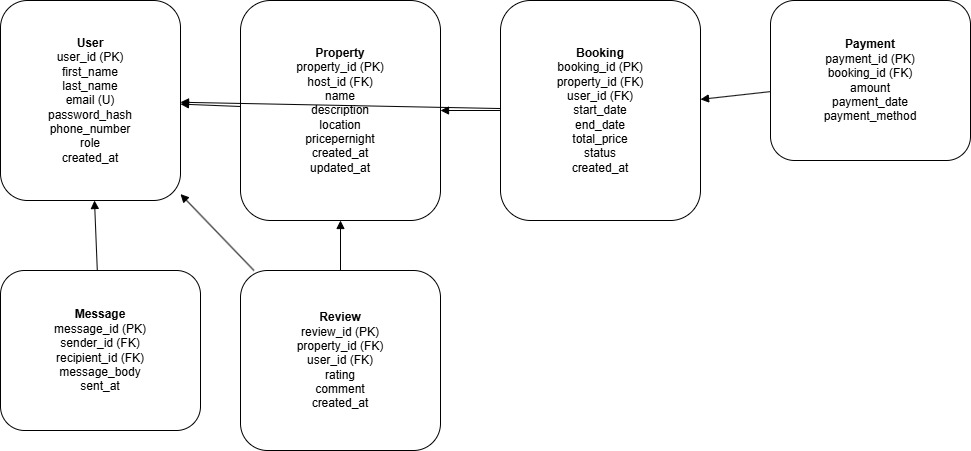 User
user_id (PK)
first_name
last_name
email (U)
password_hash
phone_number
role
created_at
Property
property_id (PK)
host_id (FK)
name
description
location
pricepernight
created_at
updated_at
Booking
booking_id (PK)
property_id (FK)
user_id (FK)
start_date
end_date
total_price
status
created_at
Payment
payment_id (PK)
booking_id (FK)
amount
payment_date
payment_method
Message
message_id (PK)
sender_id (FK)
recipient_id (FK)
message_body
sent_at
Review
review_id (PK)
property_id (FK)
user_id (FK)
rating
comment
created_at